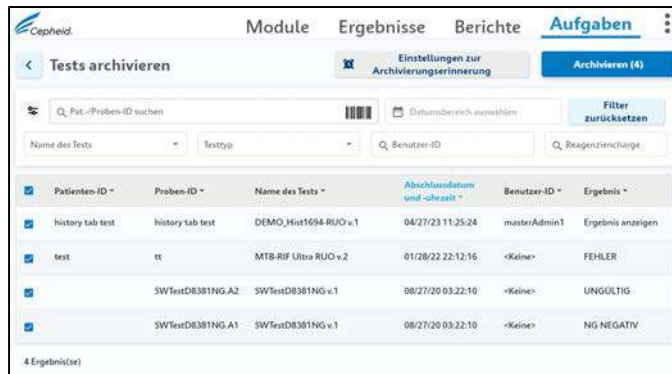 Cepheid.
Module Ergebnisse Berichte Aufgaben
Tests archivieren
Einstellungen zur
Archivierungserinnerung
Archivieren (4)
Pat.-/Proben-ID suchen
Datumsbereich auswählen
Filter
zurücksetzen
Name des Tests
Testtyp
Benutzer-ID
Reagenziencharge
Patienten-ID Proben-ID Name des Tests Abschlussdatum
und -uhrzeit Benutzer-ID Ergebnis
history tab test history tab test DEMO_Hist1694-RUO v.1 04/27/23 11:25:24 masterAdmin1 Ergebnis anzeigen
test tt MTB-RIF Ultra RUO v.2 01/28/22 22:12:16 <Keine> FEHLER
SWTestD8381NG.A2 SWTestD8381NG v.1 08/27/20 03:22:10 <Keine> UNGÜLTIG
SWTestD8381NG.A1 SWTestD8381NG v.1 08/27/20 03:22:10 <Keine> NG NEGATIV
4 Ergebnis(se)